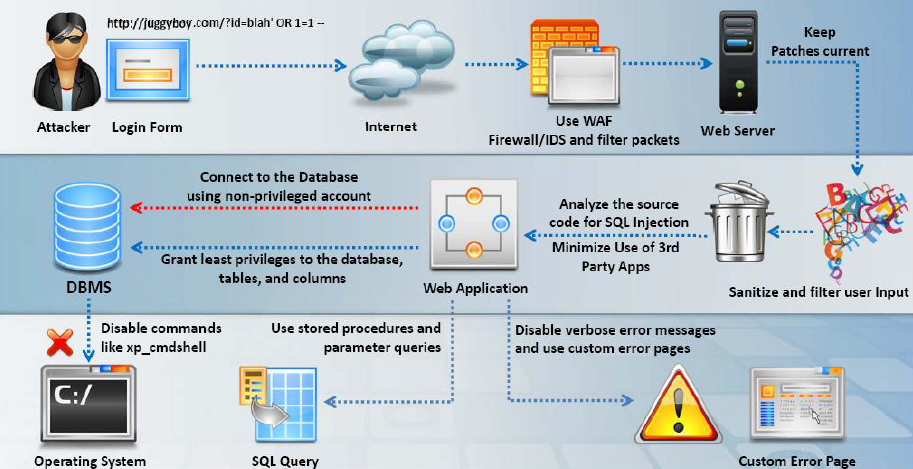 http://juggyboy.com/?id=blah' OR 1=1 --
Keep
Patches current
Attacker
Login Form
Internet
Use WAF
Firewall/IDS and filter packets
Web Server
Connect to the Database
using non-privileged account
Analyze the source
code for SQL Injection
Minimize Use of 3rd
Party Apps
Grant least privileges to the database,
tables, and columns
DBMS
Web Application
Sanitize and filter user Input
Disable commands
like xp_cmdshell
Use stored procedures and
parameter queries
Disable verbose error messages
and use custom error pages
C:/
Operating System
SQL Query
Custom Error Page